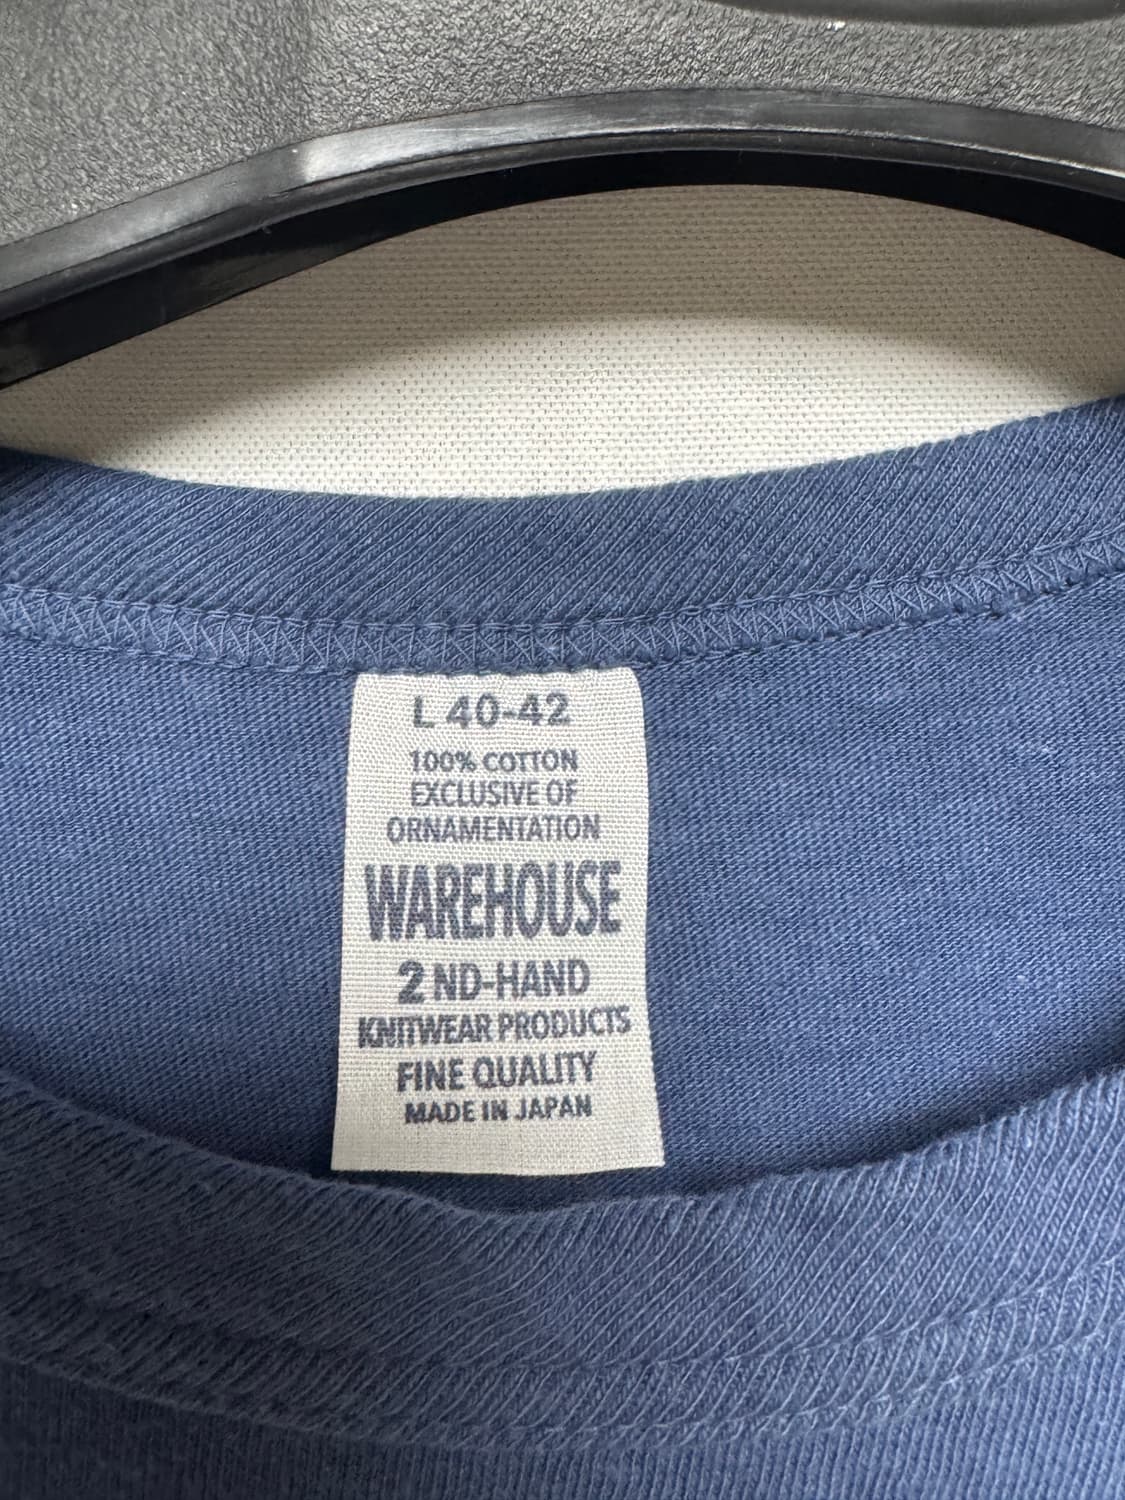 L 40-42
100% COTTON
EXCLUSIVE OF
ORNAMENTATION
WAREHOUSE
2 ND-HAND
KNITWEAR PRODUCTS
FINE QUALITY
MADE IN JAPAN